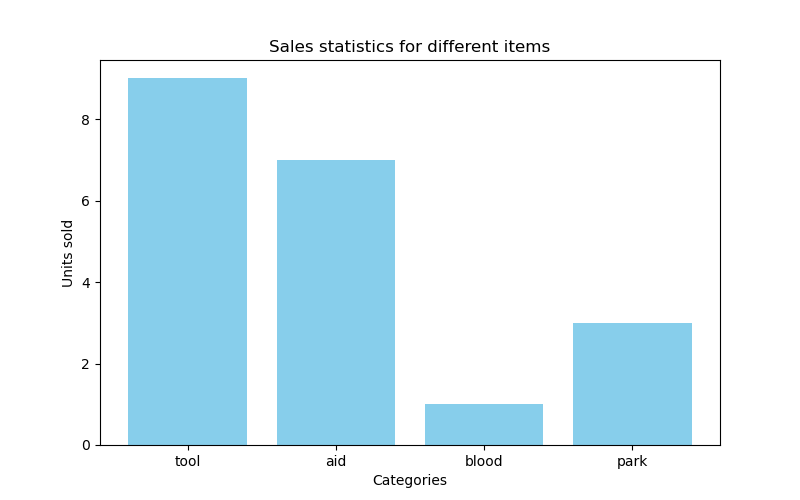 Sales statistics for different items
Units sold
8
6
4
2
0
tool aid blood park
Categories